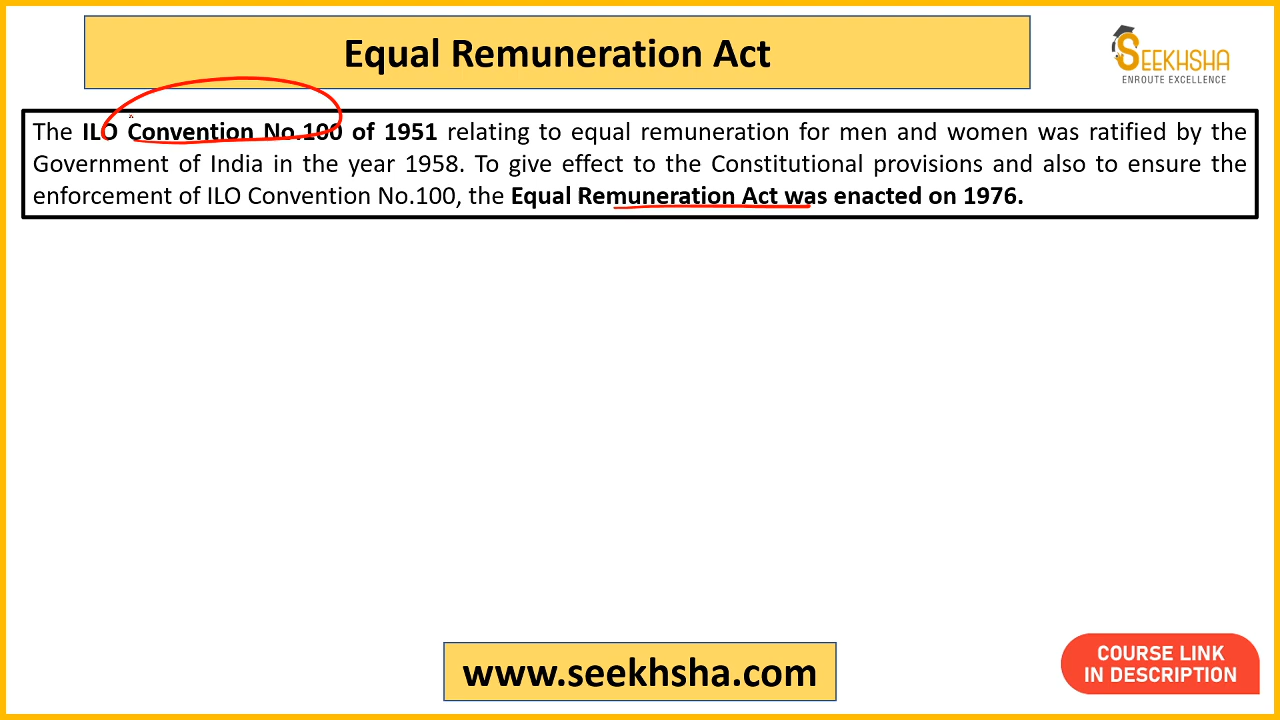 Equal Remuneration Act
SEEKHSHA
ENROUTE EXCELLENCE
The ILO Convention No.100 of 1951 relating to equal remuneration for men and women was ratified by the
Government of India in the year 1958. To give effect to the Constitutional provisions and also to ensure the
enforcement of ILO Convention No.100, the Equal Remuneration Act was enacted on 1976.
www.seekhsha.com
COURSE LINK
IN DESCRIPTION